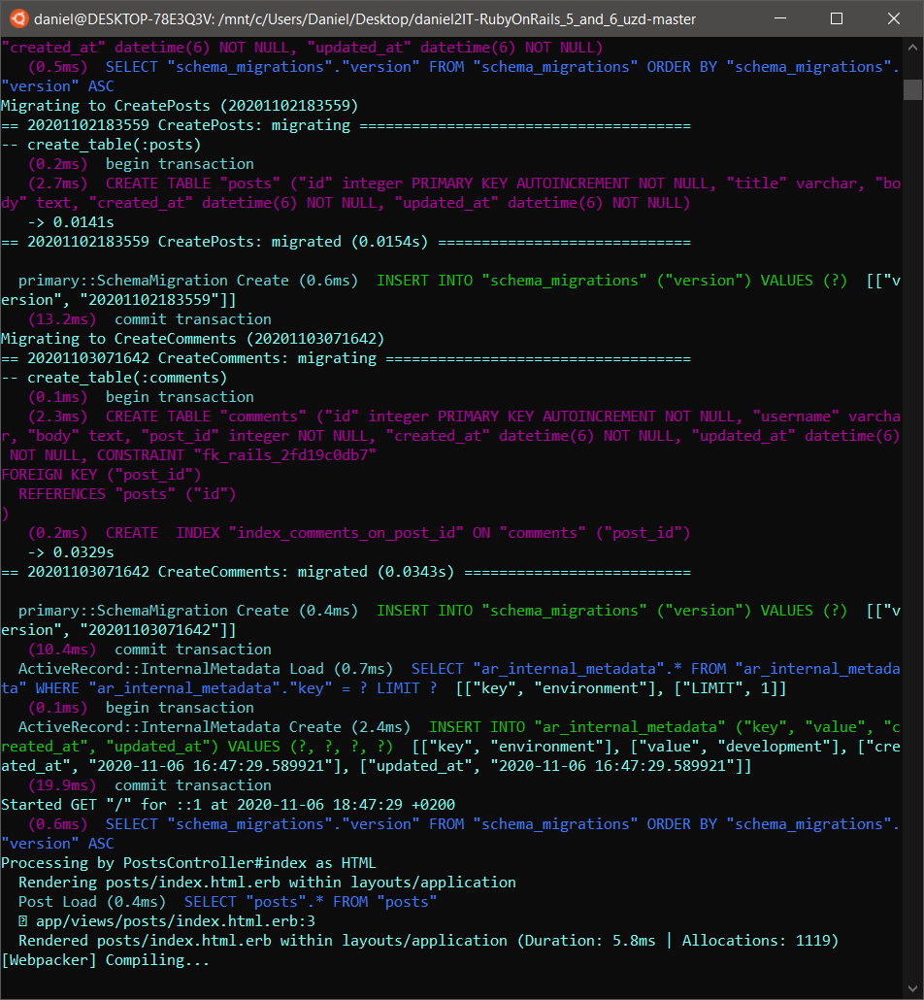 daniel@DESKTOP-78E3Q3V: /mnt/c/Users/Daniel/Desktop/daniel2IT-RubyOnRails_5_and_6_uzd-master
"created_at" datetime(6) NOT NULL, "updated_at" datetime(6) NOT NULL)
   (0.5ms)  SELECT "schema_migrations"."version" FROM "schema_migrations" ORDER BY "schema_migrations".
"version" ASC
Migrating to CreatePosts (20201102183559)
== 20201102183559 CreatePosts: migrating ======================================
-- create_table(:posts)
   (0.2ms)  begin transaction
   (2.7ms)  CREATE TABLE "posts" ("id" integer PRIMARY KEY AUTOINCREMENT NOT NULL, "title" varchar, "bo
dy" text, "created_at" datetime(6) NOT NULL, "updated_at" datetime(6) NOT NULL)
   -> 0.0141s
== 20201102183559 CreatePosts: migrated (0.0154s) =============================
  primary::SchemaMigration Create (0.6ms)  INSERT INTO "schema_migrations" ("version") VALUES (?)  [["v
ersion", "20201102183559"]]
   (13.2ms)  commit transaction
Migrating to CreateComments (20201103071642)
== 20201103071642 CreateComments: migrating ===================================
-- create_table(:comments)
   (0.1ms)  begin transaction
   (2.3ms)  CREATE TABLE "comments" ("id" integer PRIMARY KEY AUTOINCREMENT NOT NULL, "username" varcha
r, "body" text, "post_id" integer NOT NULL, "created_at" datetime(6) NOT NULL, "updated_at" datetime(6)
 NOT NULL, CONSTRAINT "fk_rails_2fd19c0db7"
FOREIGN KEY ("post_id")
  REFERENCES "posts" ("id")
)
   (0.2ms)  CREATE  INDEX "index_comments_on_post_id" ON "comments" ("post_id")
   -> 0.0329s
== 20201103071642 CreateComments: migrated (0.0343s) ==========================
  primary::SchemaMigration Create (0.4ms)  INSERT INTO "schema_migrations" ("version") VALUES (?)  [["v
ersion", "20201103071642"]]
   (10.4ms)  commit transaction
  ActiveRecord::InternalMetadata Load (0.7ms)  SELECT "ar_internal_metadata".* FROM "ar_internal_metada
ta" WHERE "ar_internal_metadata"."key" = ? LIMIT ?  [["key", "environment"], ["LIMIT", 1]]
   (0.1ms)  begin transaction
  ActiveRecord::InternalMetadata Create (2.4ms)  INSERT INTO "ar_internal_metadata" ("key", "value", "c
reated_at", "updated_at") VALUES (?, ?, ?, ?)  [["key", "environment"], ["value", "development"], ["cre
ated_at", "2020-11-06 16:47:29.589921"], ["updated_at", "2020-11-06 16:47:29.589921"]]
   (19.9ms)  commit transaction
Started GET "/" for ::1 at 2020-11-06 18:47:29 +0200
   (0.6ms)  SELECT "schema_migrations"."version" FROM "schema_migrations" ORDER BY "schema_migrations".
"version" ASC
Processing by PostsController#index as HTML
  Rendering posts/index.html.erb within layouts/application
  Post Load (0.4ms)  SELECT "posts".* FROM "posts"
  app/views/posts/index.html.erb:3
  Rendered posts/index.html.erb within layouts/application (Duration: 5.8ms | Allocations: 1119)
[Webpacker] Compiling...